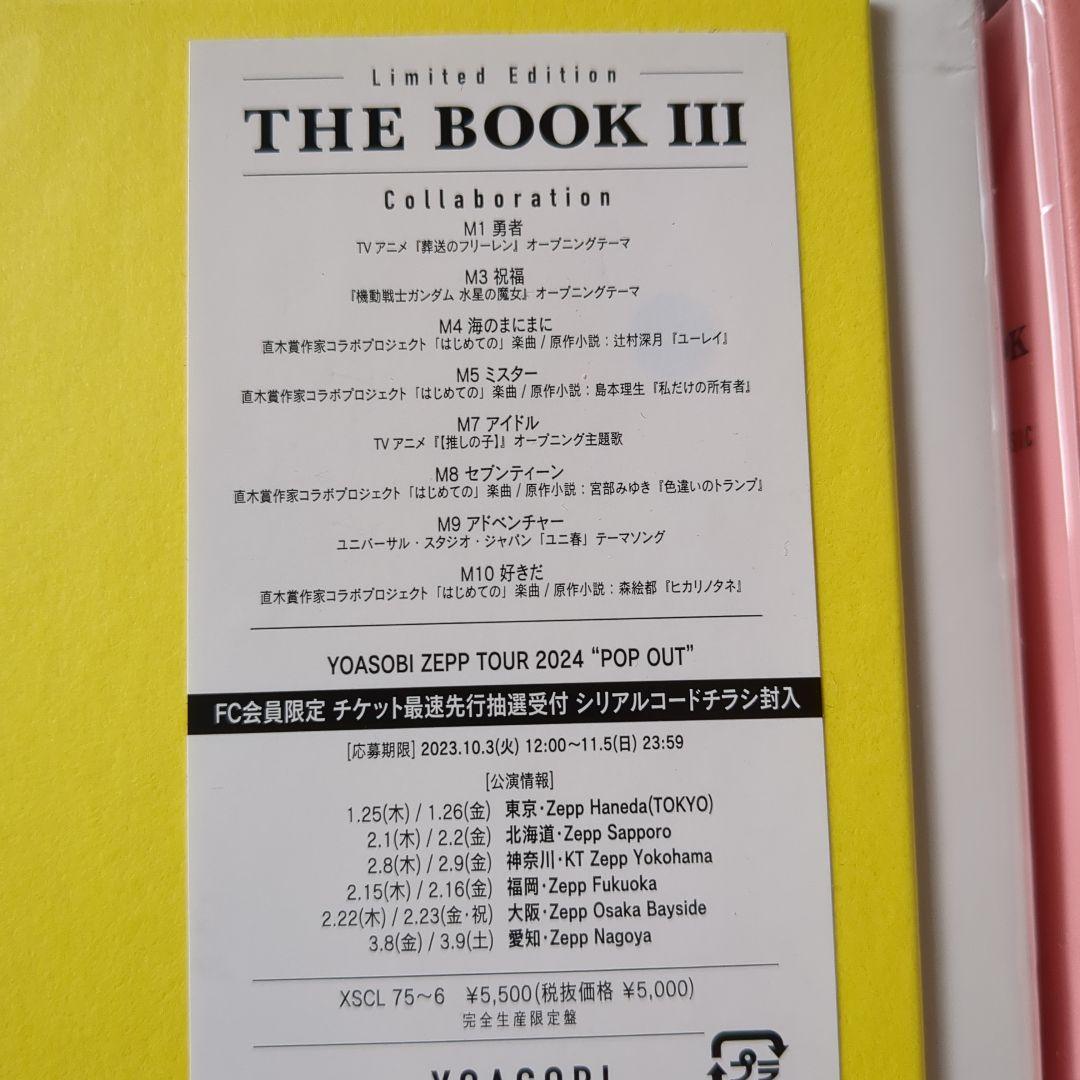 Limited Edition
THE BOOK III
Collaboration
M1 勇者
TVアニメ『葬送のフリーレン』オープニングテーマ
M3 祝福
『機動戦士ガンダム 水星の魔女』オープニングテーマ
M4 海のまにまに
直木賞作家コラボプロジェクト「はじめての」楽曲 / 原作小説：辻村深月『ユーレイ』
M5 ミスター
直木賞作家コラボプロジェクト「はじめての」楽曲 / 原作小説：島本理生『私だけの所有者』
M7 アイドル
TVアニメ『【推しの子】』オープニング主題歌
M8 セブンティーン
直木賞作家コラボプロジェクト「はじめての」楽曲 / 原作小説：宮部みゆき『色違いのトランプ』
M9 アドベンチャー
ユニバーサル・スタジオ・ジャパン「ユニ春」テーマソング
M10 好きだ
直木賞作家コラボプロジェクト「はじめての」楽曲 / 原作小説：森絵都『ヒカリノタネ』
YOASOBI ZEPP TOUR 2024 “POP OUT”
FC会員限定 チケット最速先行抽選受付 シリアルコードチラシ封入
[応募期限] 2023.10.3(火) 12:00～11.5(日) 23:59
[公演情報]
1.25(木) / 1.26(金) 東京・Zepp Haneda(TOKYO)
2.1(木) / 2.2(金) 北海道・Zepp Sapporo
2.8(木) / 2.9(金) 神奈川・KT Zepp Yokohama
2.15(木) / 2.16(金) 福岡・Zepp Fukuoka
2.22(木) / 2.23(金・祝) 大阪・Zepp Osaka Bayside
3.8(金) / 3.9(土) 愛知・Zepp Nagoya
XSCL 75～6 ¥5,500(税抜価格 ¥5,000)
完全生産限定盤
YOASOBI
プラ